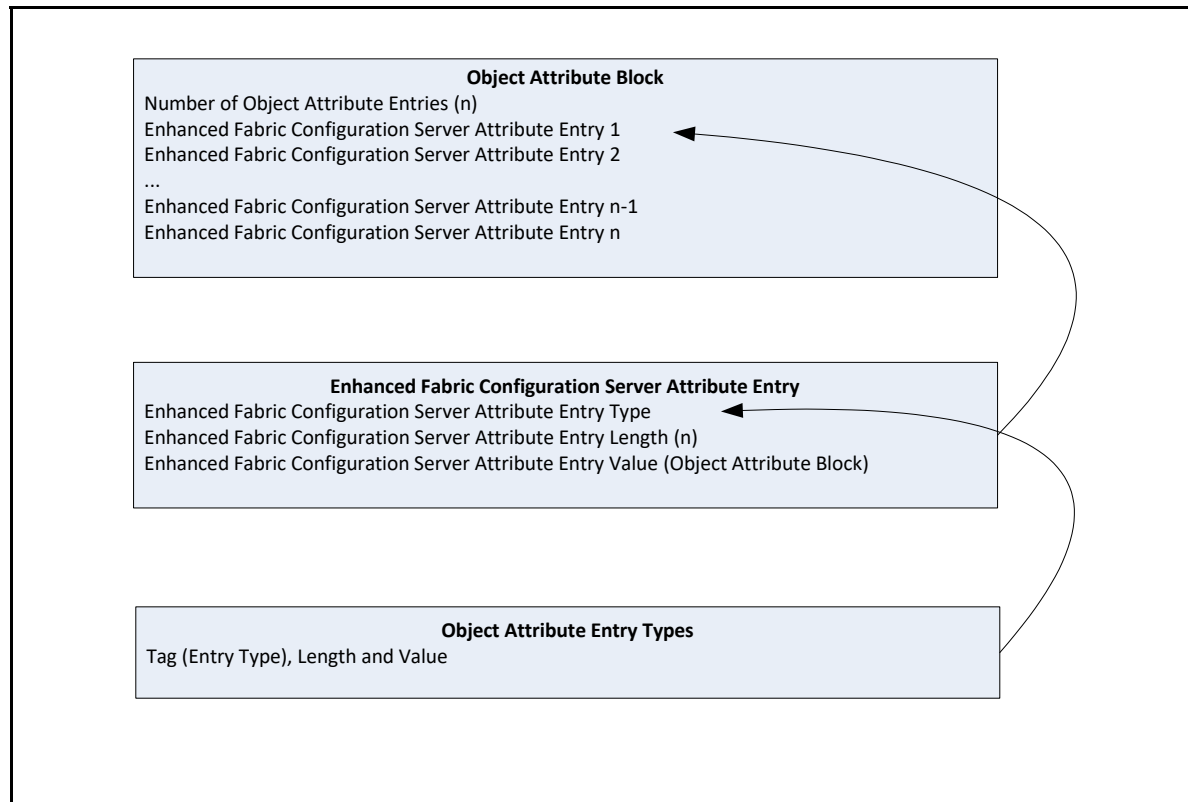 Object Attribute Block
Number of Object Attribute Entries (n)
Enhanced Fabric Configuration Server Attribute Entry 1
Enhanced Fabric Configuration Server Attribute Entry 2
...
Enhanced Fabric Configuration Server Attribute Entry n-1
Enhanced Fabric Configuration Server Attribute Entry n
Enhanced Fabric Configuration Server Attribute Entry
Enhanced Fabric Configuration Server Attribute Entry Type
Enhanced Fabric Configuration Server Attribute Entry Length (n)
Enhanced Fabric Configuration Server Attribute Entry Value (Object Attribute Block)
Object Attribute Entry Types
Tag (Entry Type), Length and Value